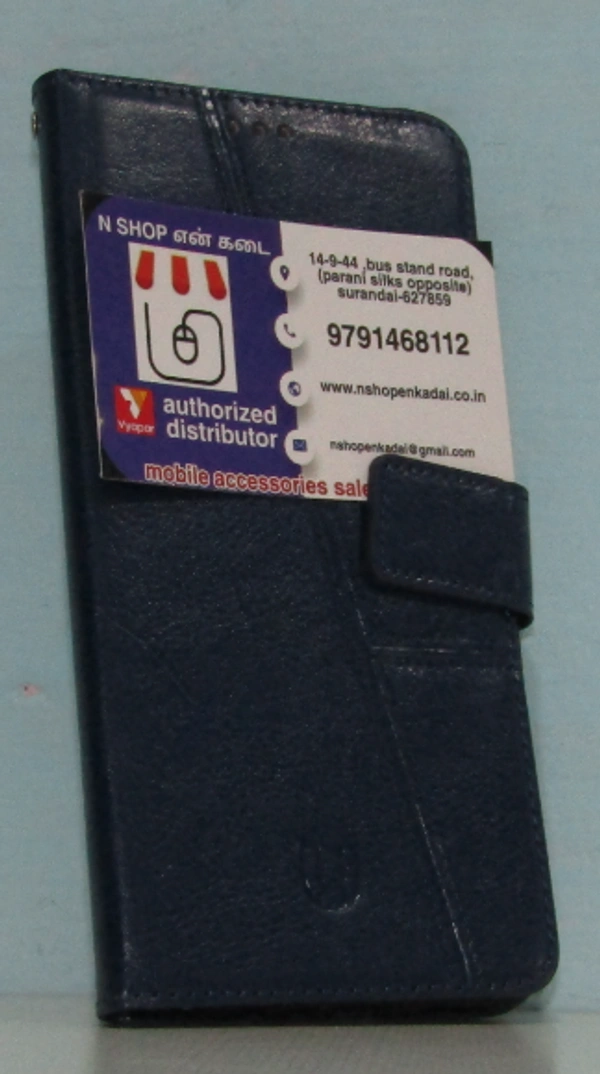 N SHOP என் கடை
14-9-44 ,bus stand road,
(parani silks opposite)
surandai-627859
9791468112
www.nshopenkadai.co.in
nshopenkadai@gmail.com
Vyapar
authorized
distributor
mobile accessories sale